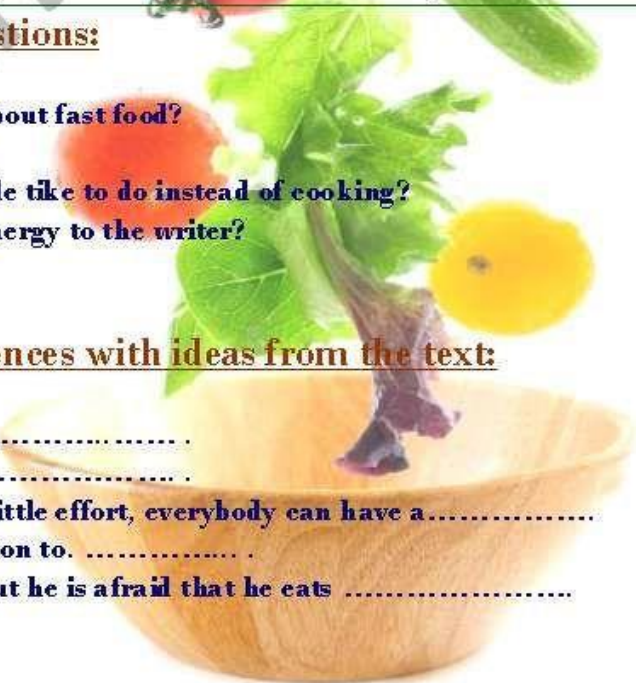 stions:
bout fast food?
le tike to do instead of cooking?
nergy to the writer?
ences with ideas from the text:
………….. …… .
……………….. .
ittle effort, everybody can have a…………….
on to. ………….… .
ut he is afraid that he eats ………………….